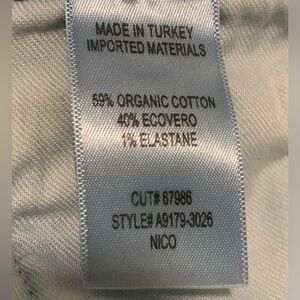 MADE IN TURKEY
IMPORTED MATERIALS
59% ORGANIC COTTON
40% ECOVERO
1% ELASTANE
CUT# 67986
STYLE# A9179-3026
NICO